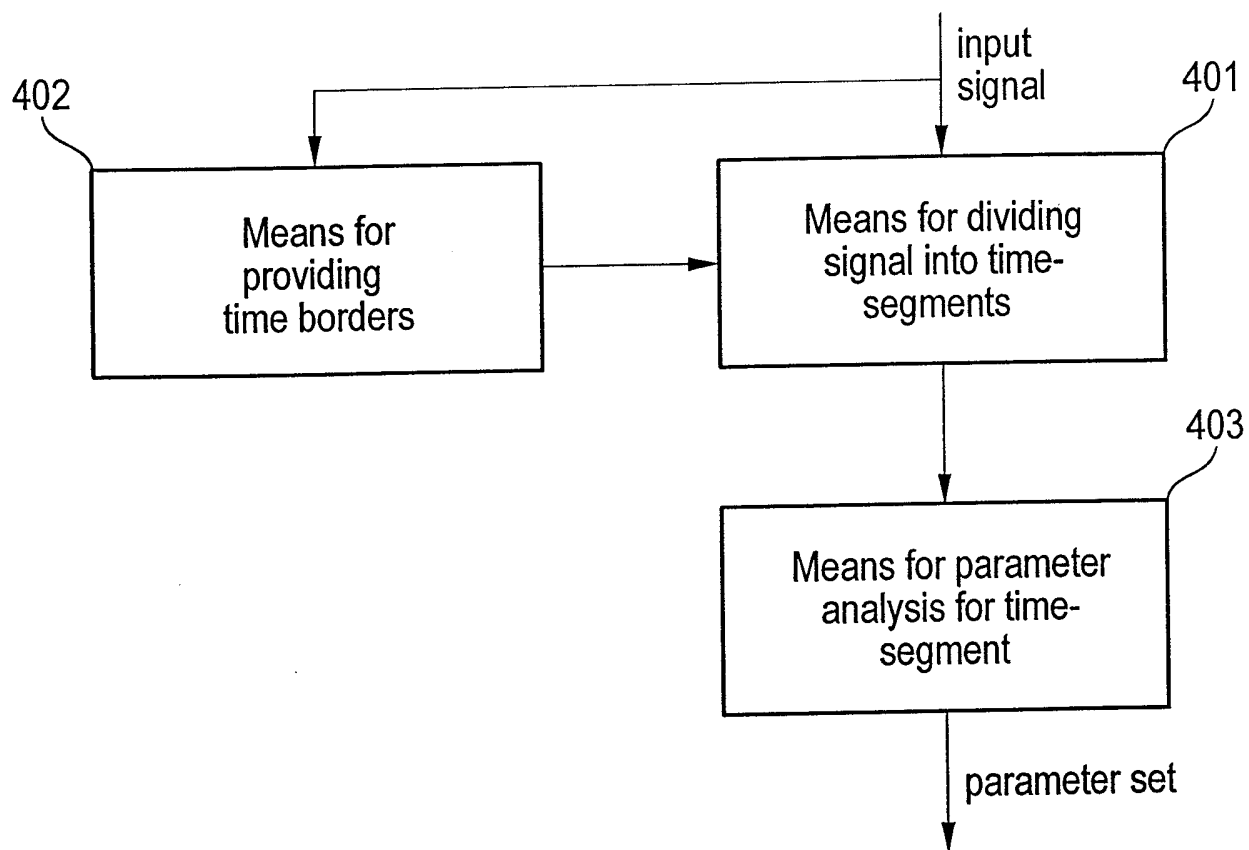 input
signal
402
401
Means for
providing
time borders
Means for dividing
signal into time-
segments
403
Means for parameter
analysis for time-
segment
parameter set